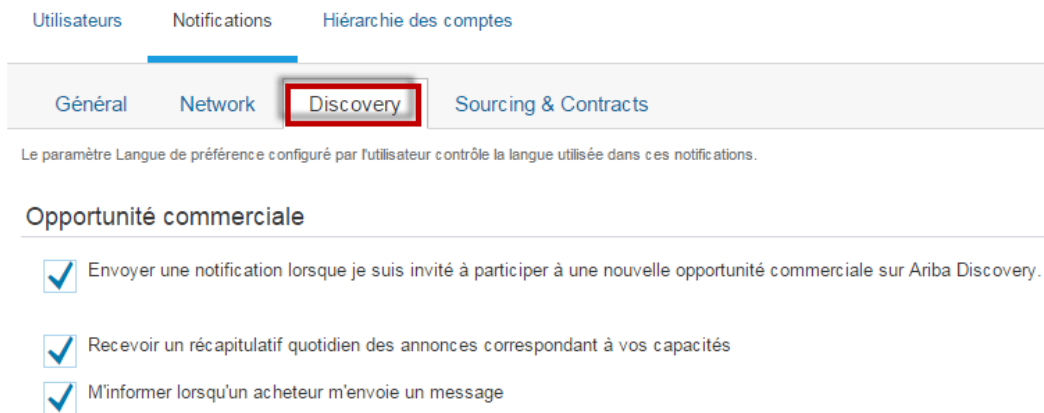 Utilisateurs Notifications Hiérarchie des comptes
Général Network Discovery Sourcing & Contracts
Le paramètre Langue de préférence configuré par l'utilisateur contrôle la langue utilisée dans ces notifications.
Opportunité commerciale
Envoyer une notification lorsque je suis invité à participer à une nouvelle opportunité commerciale sur Ariba Discovery.
Recevoir un récapitulatif quotidien des annonces correspondant à vos capacités
M'informer lorsqu'un acheteur m'envoie un message